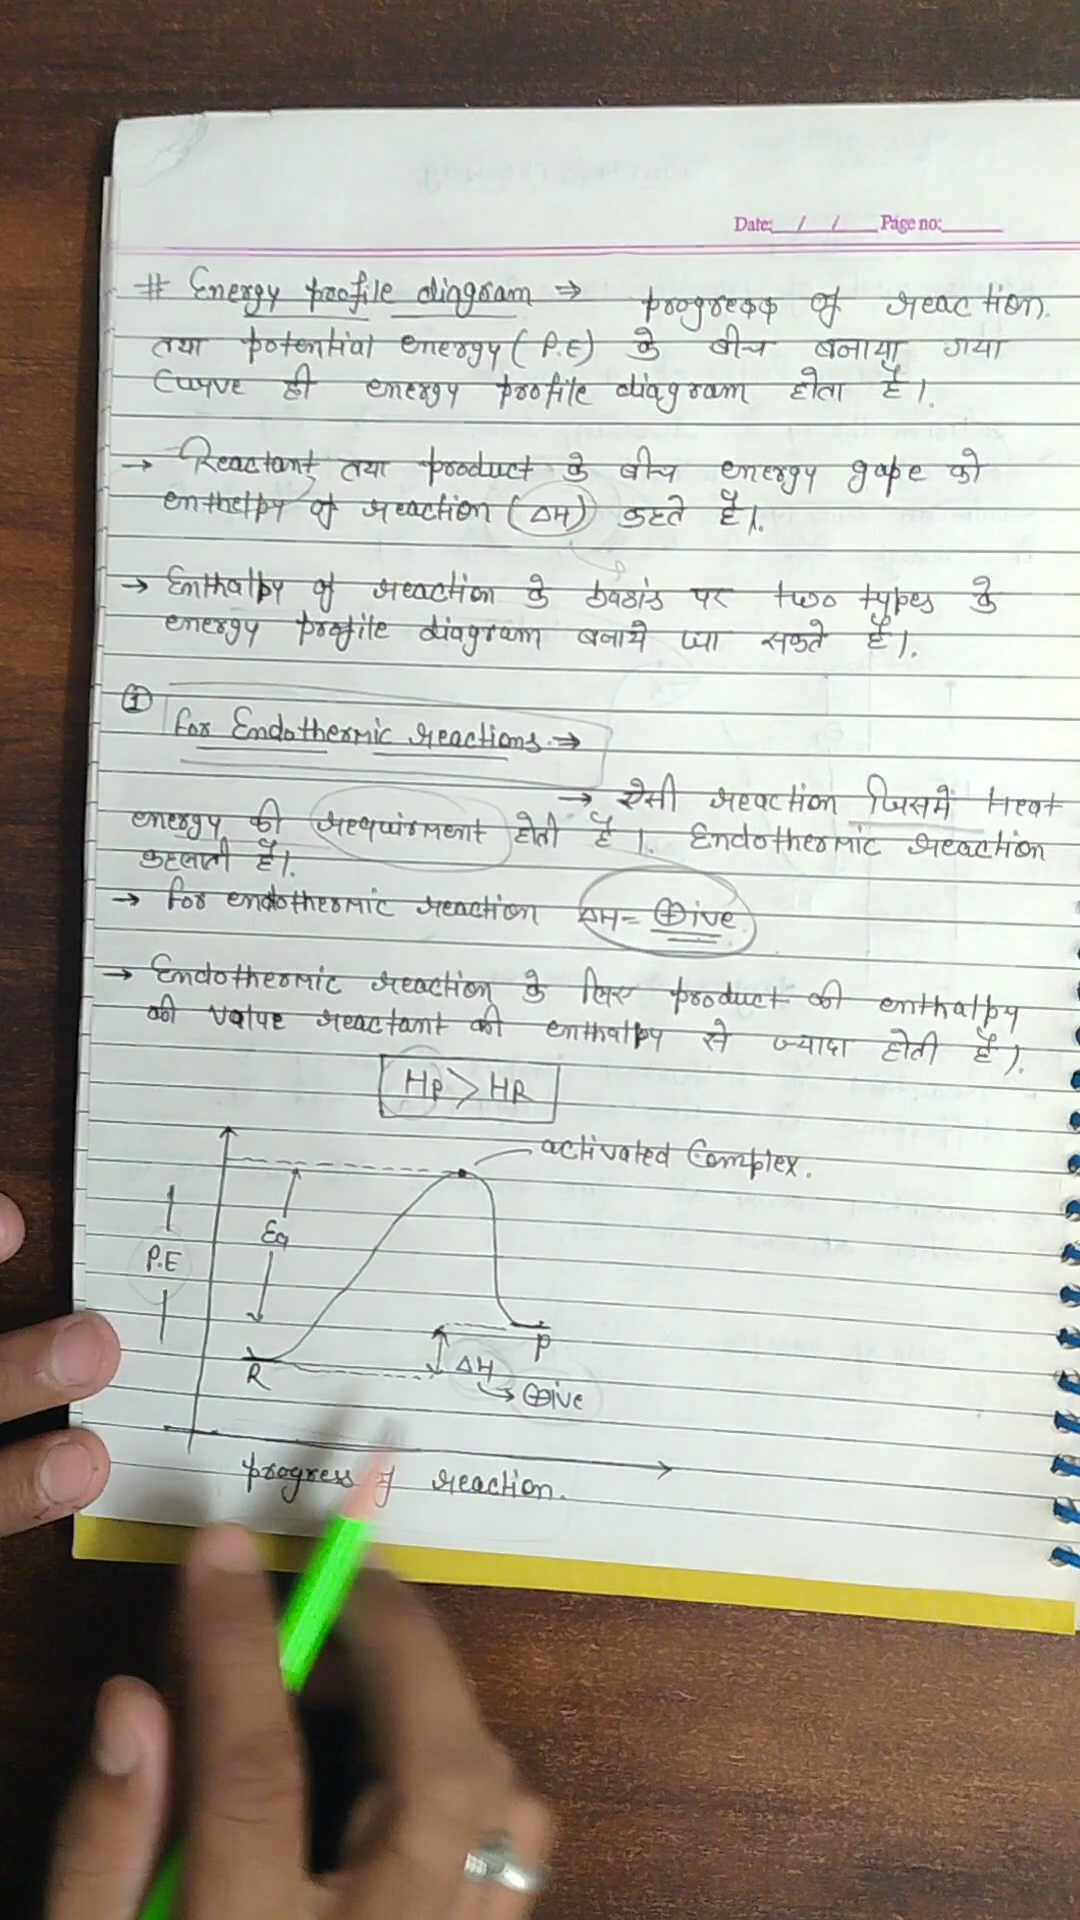 Date: / / Page no:
# Energy profile diagram ⇒ progress of reaction.
तथा potential energy (P.E) के बीच बनाया गया
Curve ही energy profile diagram होता है।.
→ Reactant तथा product के बीच energy gape को
enthelpy of reaction (ΔH) कहते है।.
→ Enthalpy of reaction के basis पर two types के
energy profile diagram बनाये जा सकते है।.
① for Endothermic reactions. →
→ ऐसी reaction जिसमें Heat
energy की requirment होती है।. Endothermic reaction
कहलाती है।.
→ for endothermic reaction ΔH= ⊕ive.
→ Endothermic reaction के लिए product की enthalpy
की value reactant की enthalpy से ज्यादा होती है।.
HP > HR
activated Complex.
Ea
P.E
P
R
ΔH
→ ⊕ive
progress of reaction.